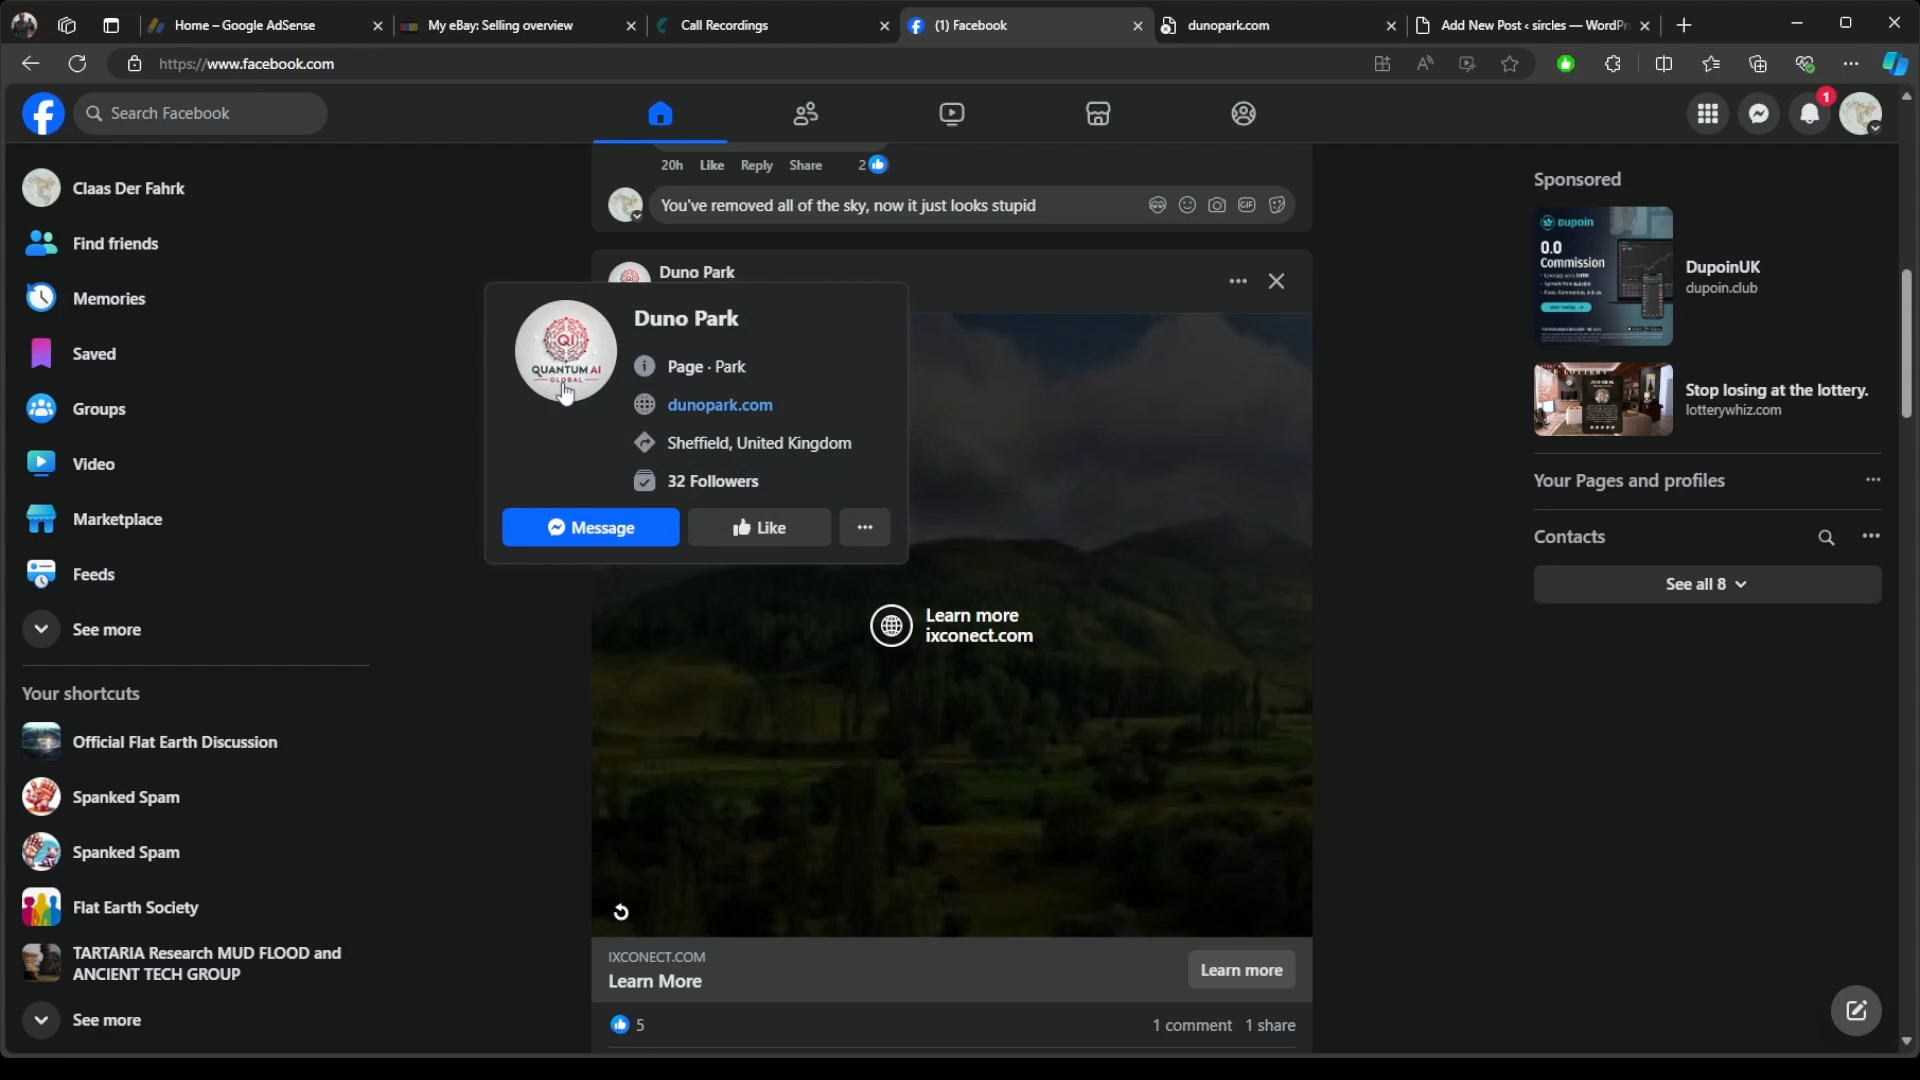 Home – Google AdSense
My eBay: Selling overview
Call Recordings
(1) Facebook
dunopark.com
Add New Post ‹ sircles — WordPr
https://www.facebook.com
Search Facebook
1
Claas Der Fahrk
Find friends
Memories
Saved
Groups
Video
Marketplace
Feeds
See more
Your shortcuts
Official Flat Earth Discussion
Spanked Spam
Spanked Spam
Flat Earth Society
TARTARIA Research MUD FLOOD and
ANCIENT TECH GROUP
See more
20h Like Reply Share 2
You've removed all of the sky, now it just looks stupid
GIF
Duno Park
QI
QUANTUM AI
GLOBAL
Duno Park
Page · Park
dunopark.com
Sheffield, United Kingdom
32 Followers
Message
Like
Learn more
ixconect.com
IXCONECT.COM
Learn More
Learn more
5
1 comment 1 share
Sponsored
Dupoin
0.0
Commission
DupoinUK
dupoin.club
Stop losing at the lottery.
lotterywhiz.com
Your Pages and profiles
Contacts
See all 8